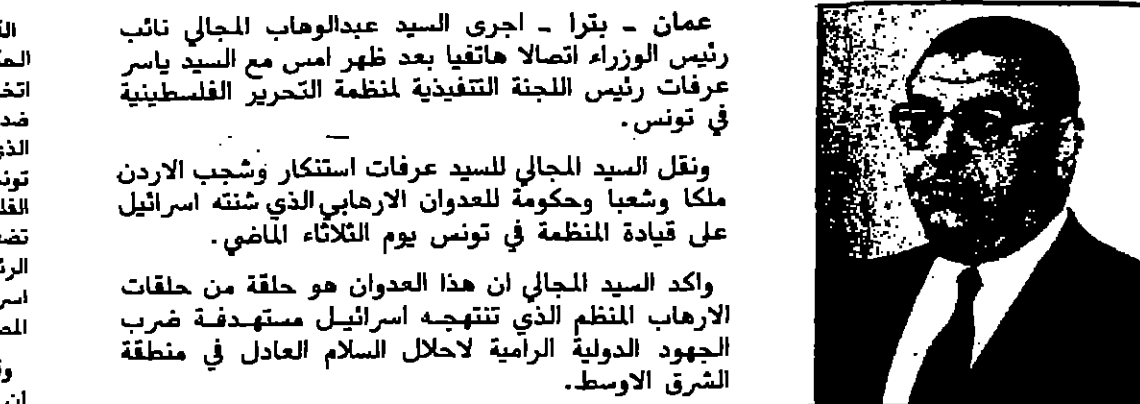 عمان ـ بترا ـ اجرى السيد عبدالوهاب المجالي نائب
رئيس الوزراء اتصالا هاتفيا بعد ظهر امس مع السيد ياسر
عرفات رئيس اللجنة التنفيذية لمنظمة التحرير الفلسطينية
في تونس.
ونقل السيد المجالي للسيد عرفات استنكار وشجب الاردن
ملكا وشعبا وحكومة للعدوان الارهابي الذي شنته اسرائيل
على قيادة المنظمة في تونس يوم الثلاثاء الماضي.
واكد السيد المجالي ان هذا العدوان هو حلقة من حلقات
الارهاب المنظم الذي تنتهجه اسرائيل مستهدفة ضرب
الجهود الدولية الرامية لاحلال السلام العادل في منطقة
الشرق الاوسط.